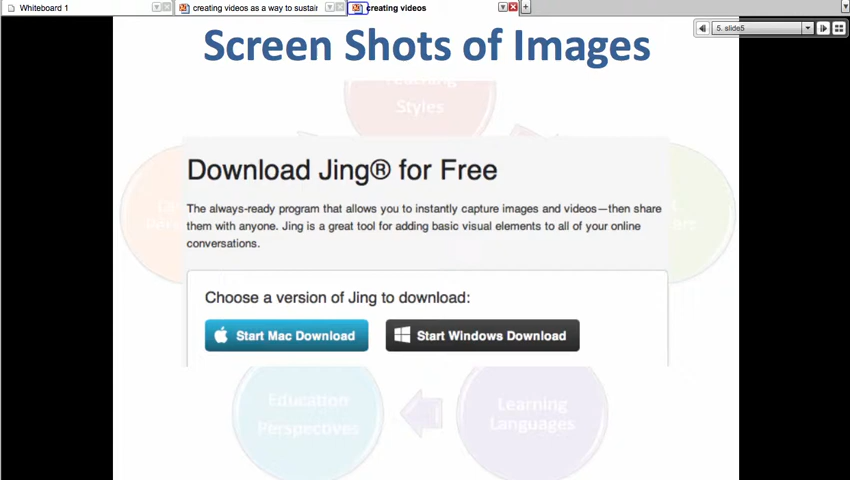 Whiteboard 1
creating videos as a way to sustair
creating videos
5. slide5
Screen Shots of Images
Teaching
Styles
Download Jing® for Free
The always-ready program that allows you to instantly capture images and videos—then share
them with anyone. Jing is a great tool for adding basic visual elements to all of your online
conversations.
Choose a version of Jing to download:
Start Mac Download
Start Windows Download
Education
Perspectives
Learning
Languages